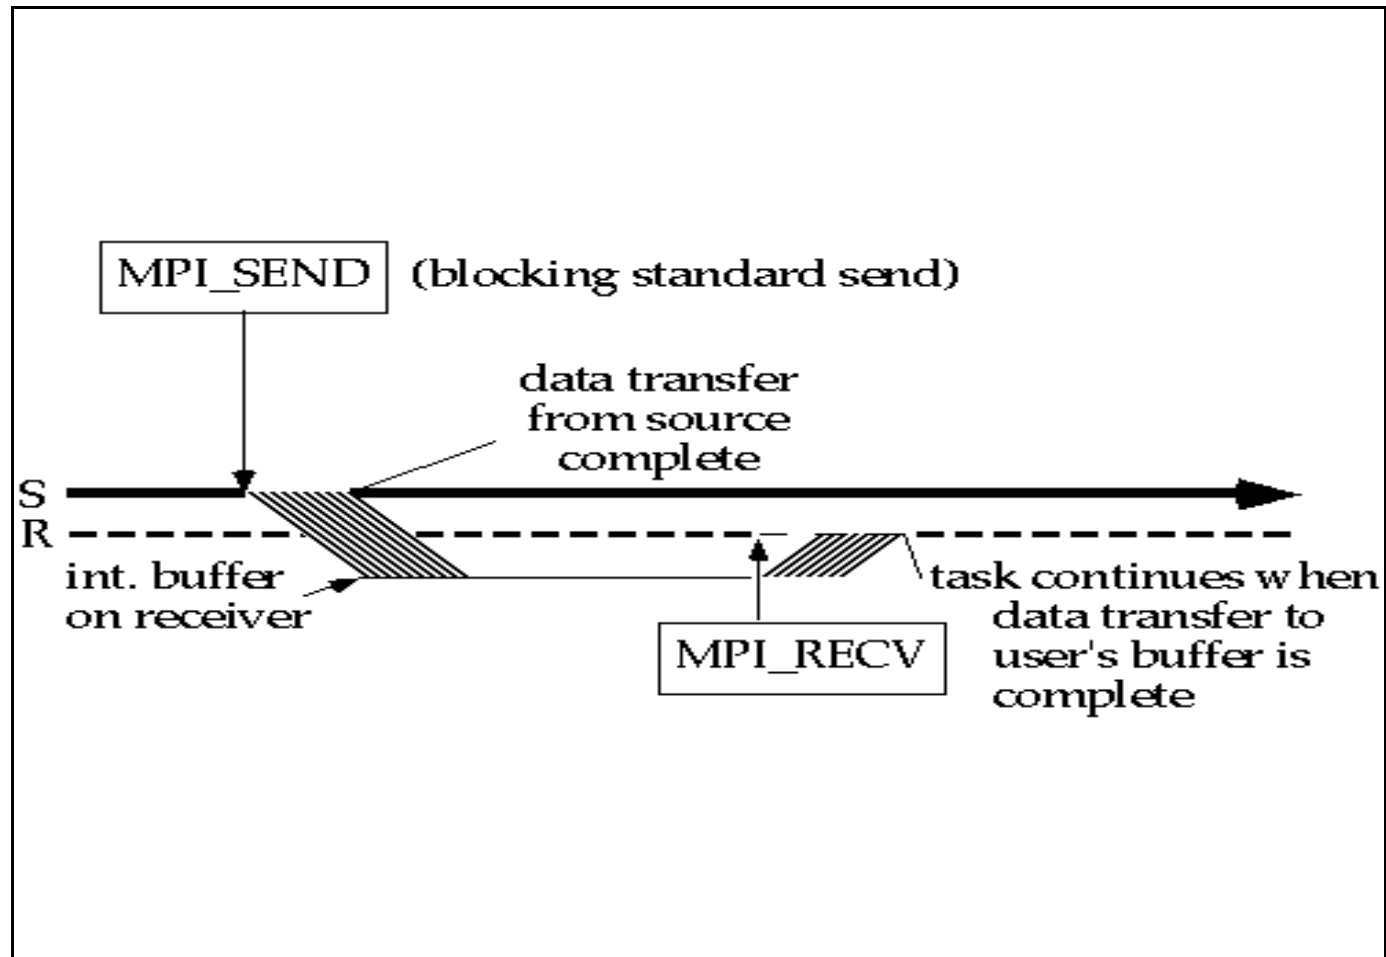 MPI_SEND (blocking standard send)
data transfer
from source
complete
S
R
int. buffer
on receiver
MPI_RECV
task continues when
data transfer to
user's buffer is
complete